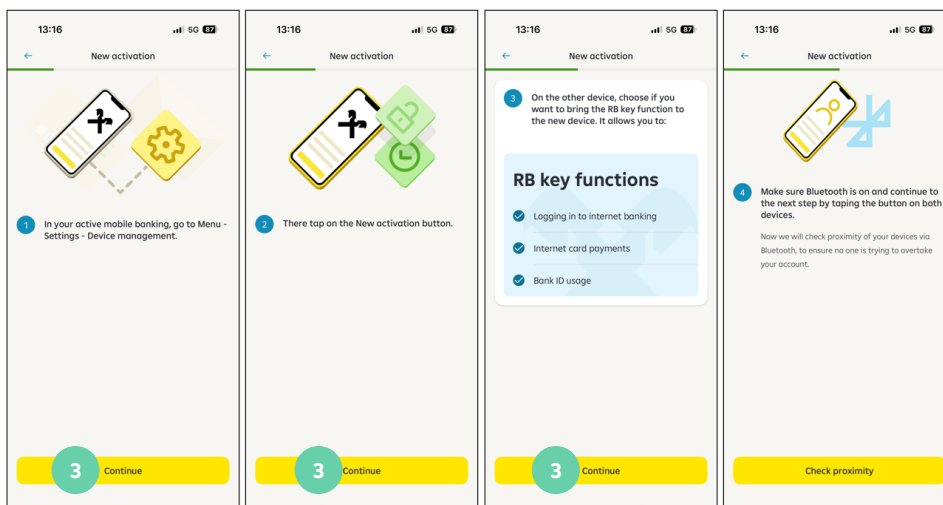 13:16 5G 87
New activation
1 In your active mobile banking, go to Menu -
Settings - Device management.
3 Continue
13:16 5G 87
New activation
2 There tap on the New activation button.
3 Continue
13:16 5G 87
New activation
3 On the other device, choose if you
want to bring the RB key function to
the new device. It allows you to:
RB key functions
Logging in to internet banking
Internet card payments
Bank ID usage
3 Continue
13:16 5G 87
New activation
4 Make sure Bluetooth is on and continue to
the next step by taping the button on both
devices.
Now we will check proximity of your devices via
Bluetooth, to ensure no one is trying to overtake
your account.
Check proximity